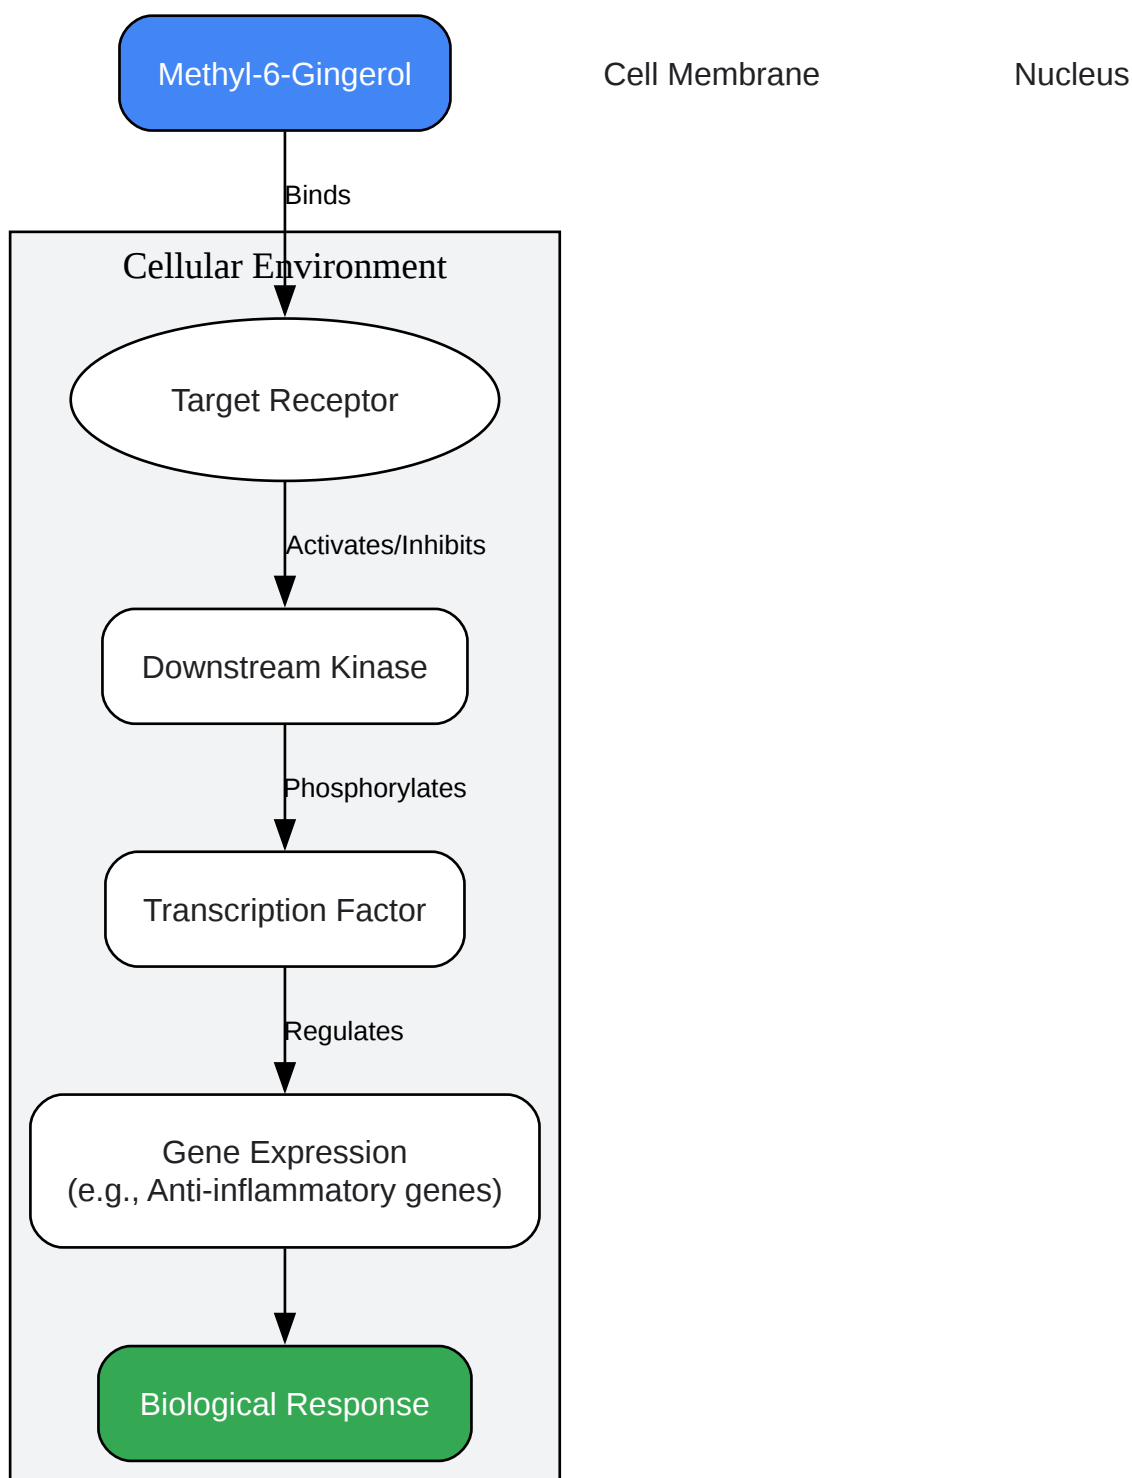 Methyl-6-Gingerol
Cell Membrane
Nucleus
Binds
Cellular Environment
Target Receptor
Activates/Inhibits
Downstream Kinase
Phosphorylates
Transcription Factor
Regulates
Gene Expression
(e.g., Anti-inflammatory genes)
Biological Response